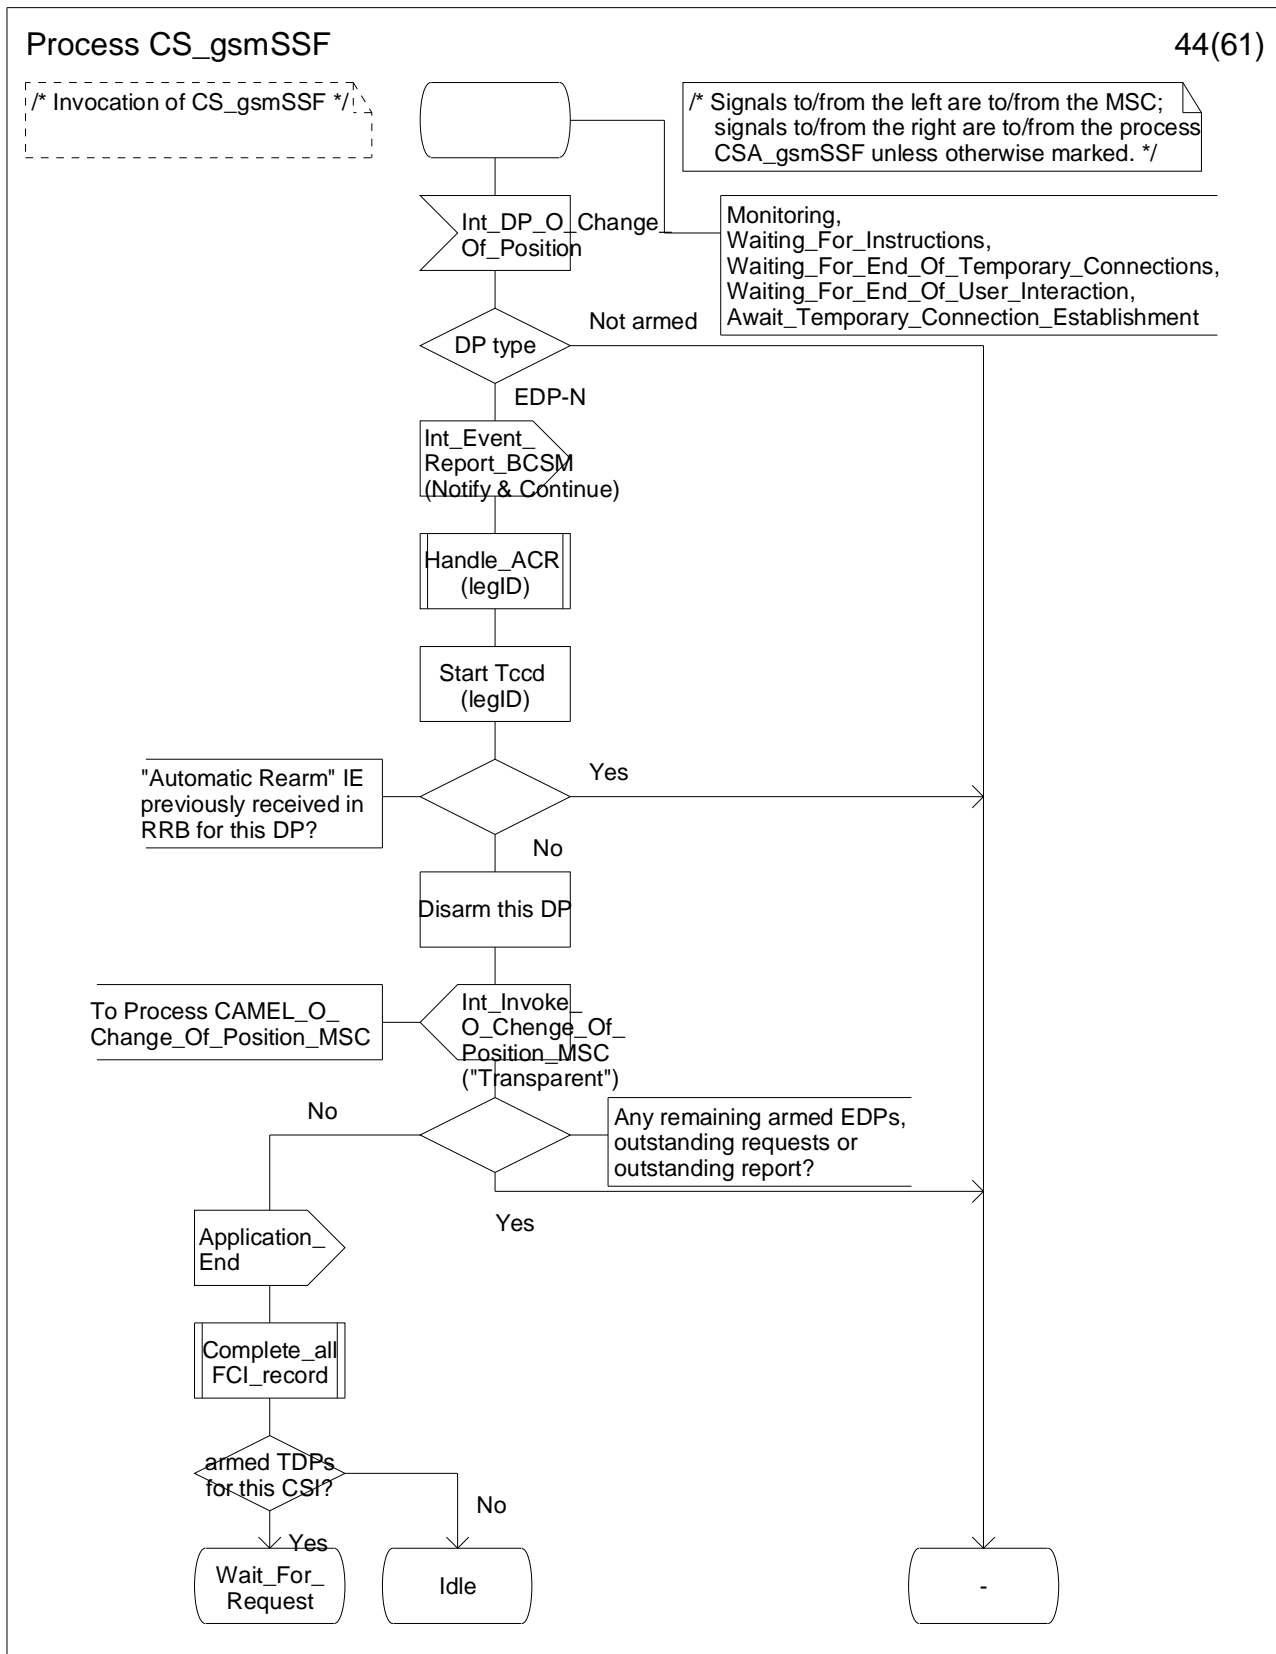 Process CS_gsmSSF
44(61)
/* Invocation of CS_gsmSSF */
/* Signals to/from the left are to/from the MSC;
signals to/from the right are to/from the process
CSA_gsmSSF unless otherwise marked. */
Int_DP_O_Change_
Of_Position
Monitoring,
Waiting_For_Instructions,
Waiting_For_End_Of_Temporary_Connections,
Waiting_For_End_Of_User_Interaction,
Await_Temporary_Connection_Establishment
Not armed
DP type
EDP-N
Int_Event_
Report_BCSM
(Notify & Continue)
Handle_ACR
(legID)
Start Tccd
(legID)
"Automatic Rearm" IE
previously received in
RRB for this DP?
Yes
No
Disarm this DP
To Process CAMEL_O_
Change_Of_Position_MSC
Int_Invoke_
O_Chenge_Of_
Position_MSC
("Transparent")
No
Any remaining armed EDPs,
outstanding requests or
outstanding report?
Yes
Application_
End
Complete_all
FCI_record
armed TDPs
for this CSI?
No
Yes
Wait_For_
Request
Idle
-